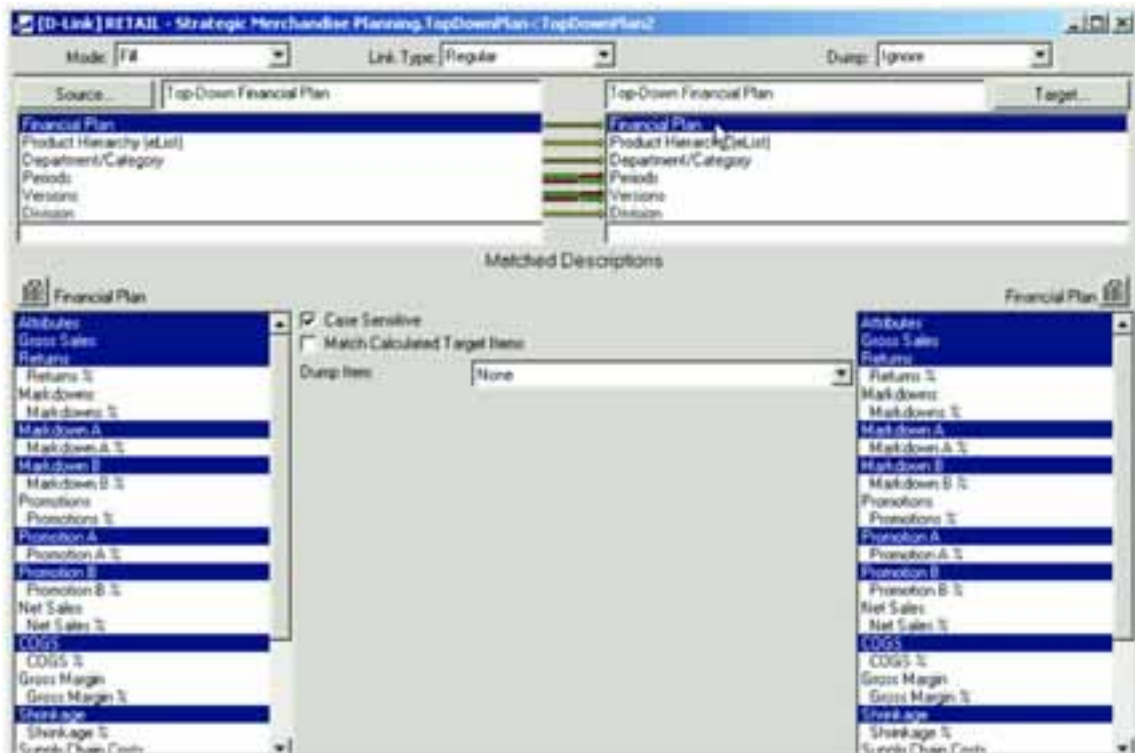 [D-Link] RETAIL - Strategic Merchandise Planning.TopDownPlan<TopDownPlan2
Mode: Fill Link Type: Regular Dump: Ignore
Source... Top-Down Financial Plan Top-Down Financial Plan Target...
Financial Plan Financial Plan
Product Hierarchy (eList) Product Hierarchy (eList)
Department/Category Department/Category
Periods Periods
Versions Versions
Division Division
Matched Descriptions
Financial Plan Financial Plan
Attributes Case Sensitive Attributes
Gross Sales Match Calculated Target Items Gross Sales
Returns Returns
Returns % Dump Item: None Returns %
Markdowns Markdowns
Markdowns % Markdowns %
Markdown A Markdown A
Markdown A % Markdown A %
Markdown B Markdown B
Markdown B % Markdown B %
Promotions Promotions
Promotions % Promotions %
Promotion A Promotion A
Promotion A % Promotion A %
Promotion B Promotion B
Promotion B % Promotion B %
Net Sales Net Sales
Net Sales % Net Sales %
COGS COGS
COGS % COGS %
Gross Margin Gross Margin
Gross Margin % Gross Margin %
Shrinkage Shrinkage
Shrinkage % Shrinkage %
Supply Chain Costs Supply Chain Costs